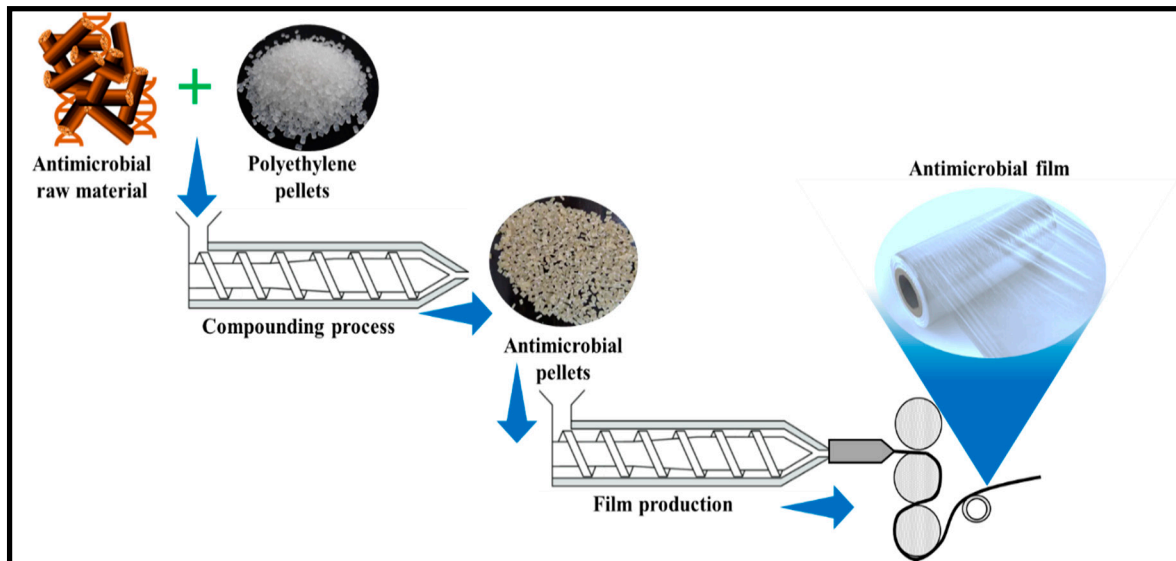 Antimicrobial
raw material
+
Polyethylene
pellets
Compounding process
Antimicrobial
pellets
Film production
Antimicrobial film